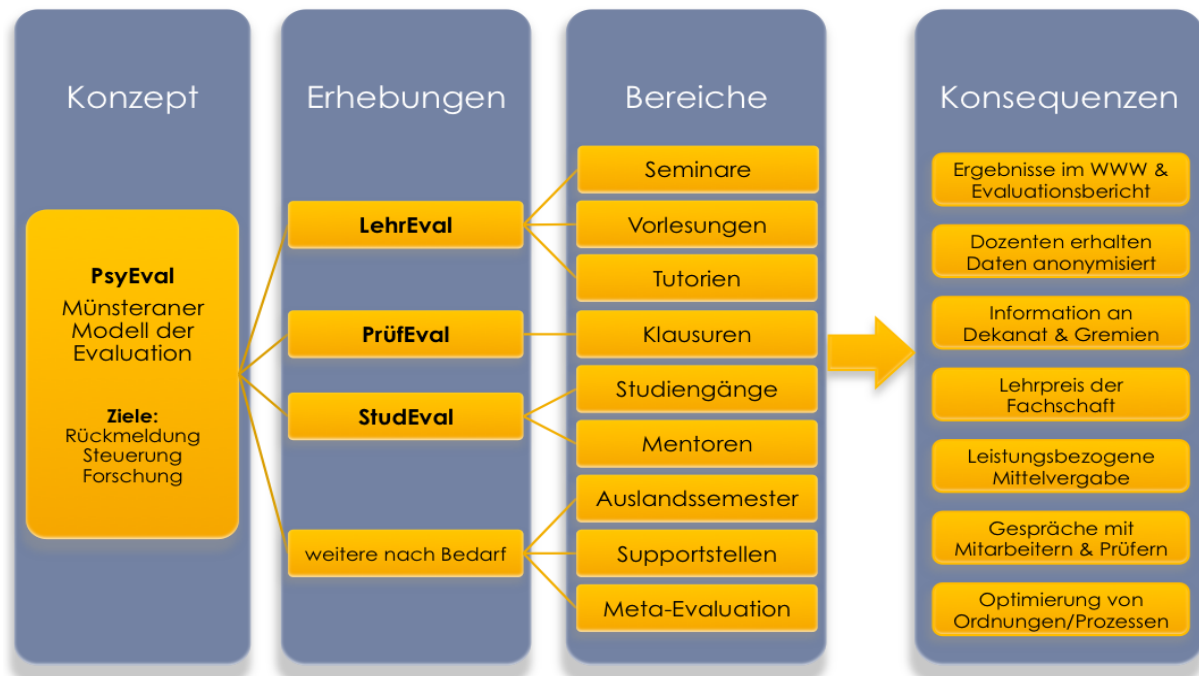 Konzept
PsyEval
Münsteraner
Modell der
Evaluation
Ziele:
Rückmeldung
Steuerung
Forschung
Erhebungen
LehrEval
PrüfEval
StudEval
weitere nach Bedarf
Bereiche
Seminare
Vorlesungen
Tutorien
Klausuren
Studiengänge
Mentoren
Auslandssemester
Supportstellen
Meta-Evaluation
Konsequenzen
Ergebnisse im WWW &
Evaluationsbericht
Dozenten erhalten
Daten anonymisiert
Information an
Dekanat & Gremien
Lehrpreis der
Fachschaft
Leistungsbezogene
Mittelvergabe
Gespräche mit
Mitarbeitern & Prüfern
Optimierung von
Ordnungen/Prozessen